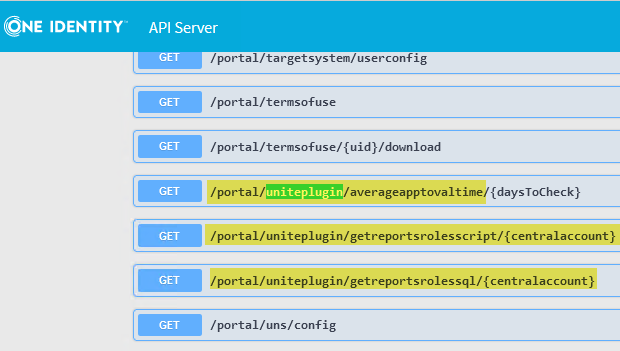 ONE IDENTITY™ API Server
GET /portal/targetsystem/userconfig
GET /portal/termsofuse
GET /portal/termsofuse/{uid}/download
GET /portal/uniteplugin/averageapptovaltime/{daysToCheck}
GET /portal/uniteplugin/getreportsrolesscript/{centralaccount}
GET /portal/uniteplugin/getreportsrolessql/{centralaccount}
GET /portal/uns/config